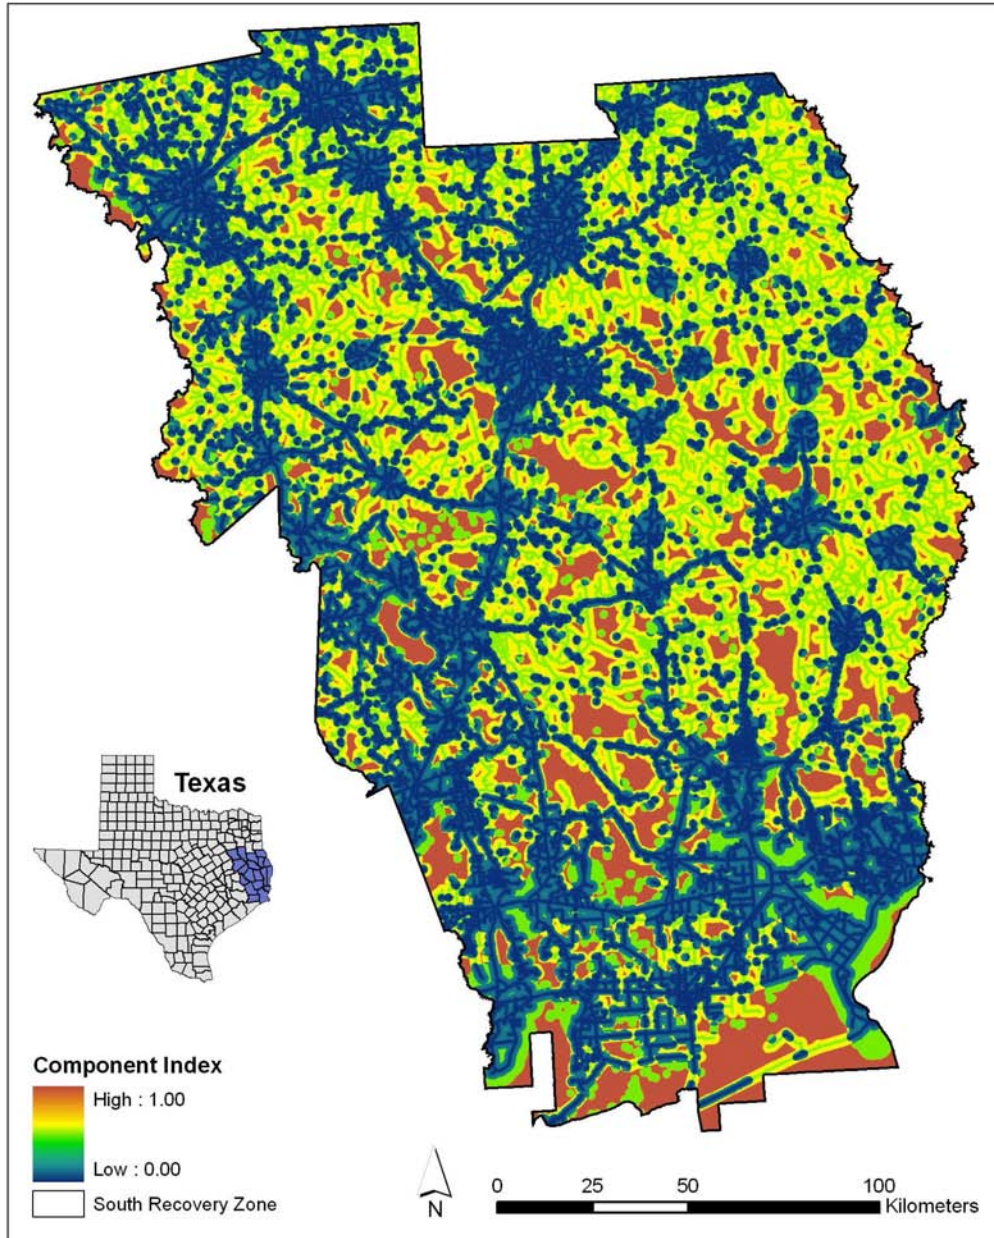 Texas
Component Index
High : 1.00
Low : 0.00
South Recovery Zone
N
0 25 50 100
Kilometers